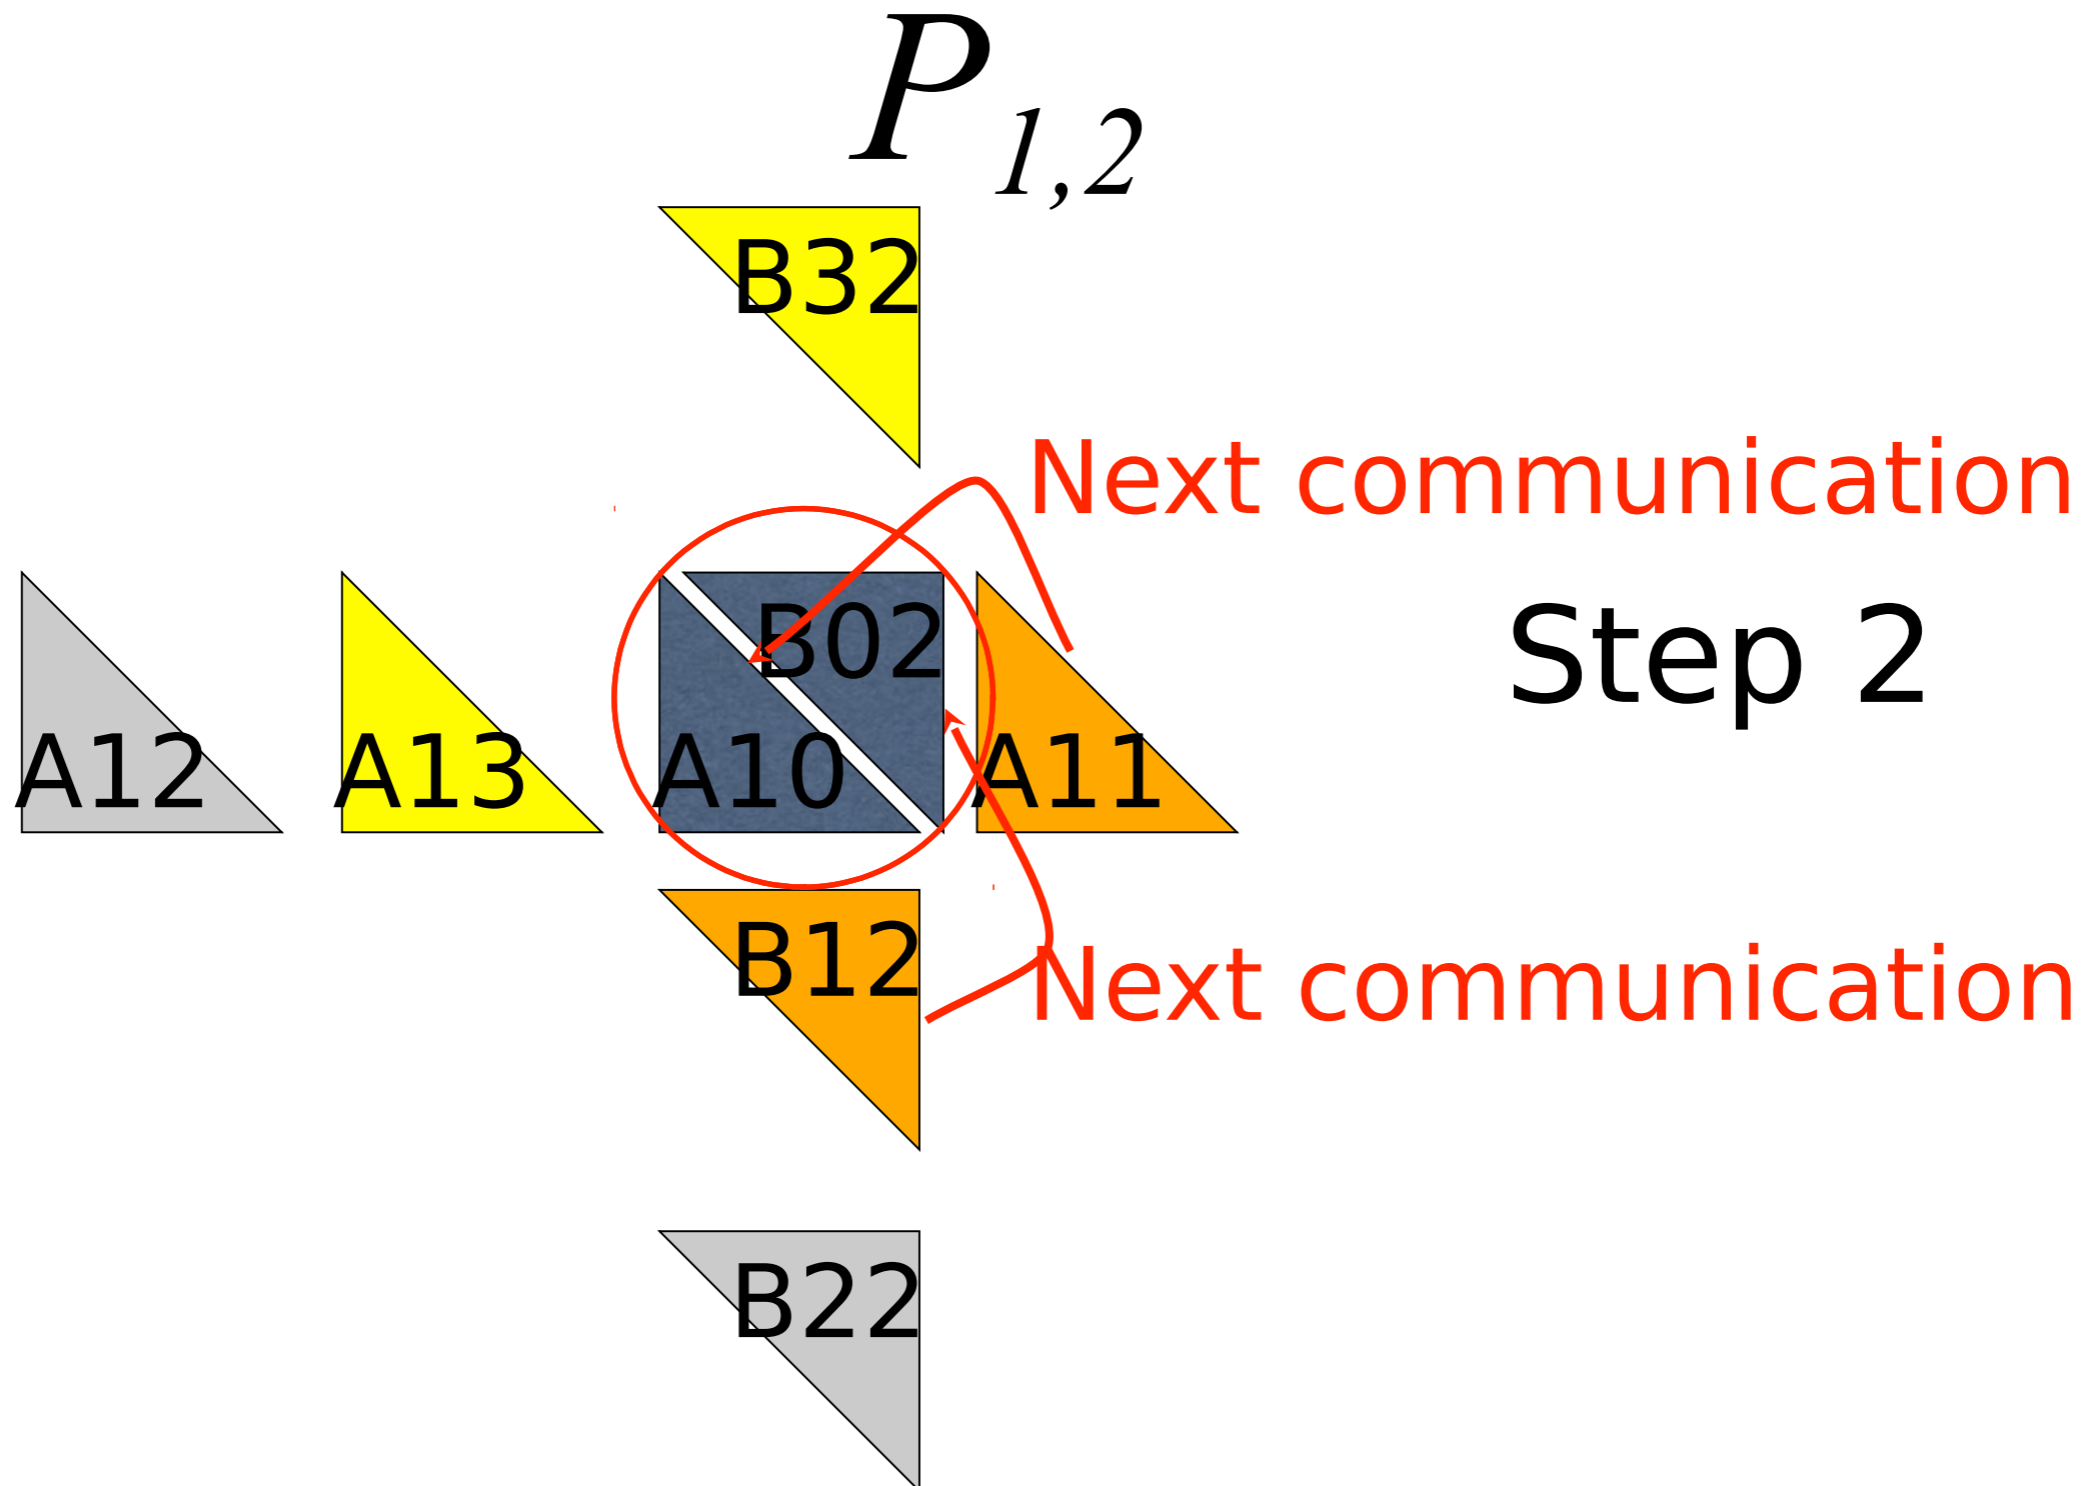 P1,2
B32
Next communication
B02
Step 2
A12
A13
A10
A11
B12
Next communication
B22